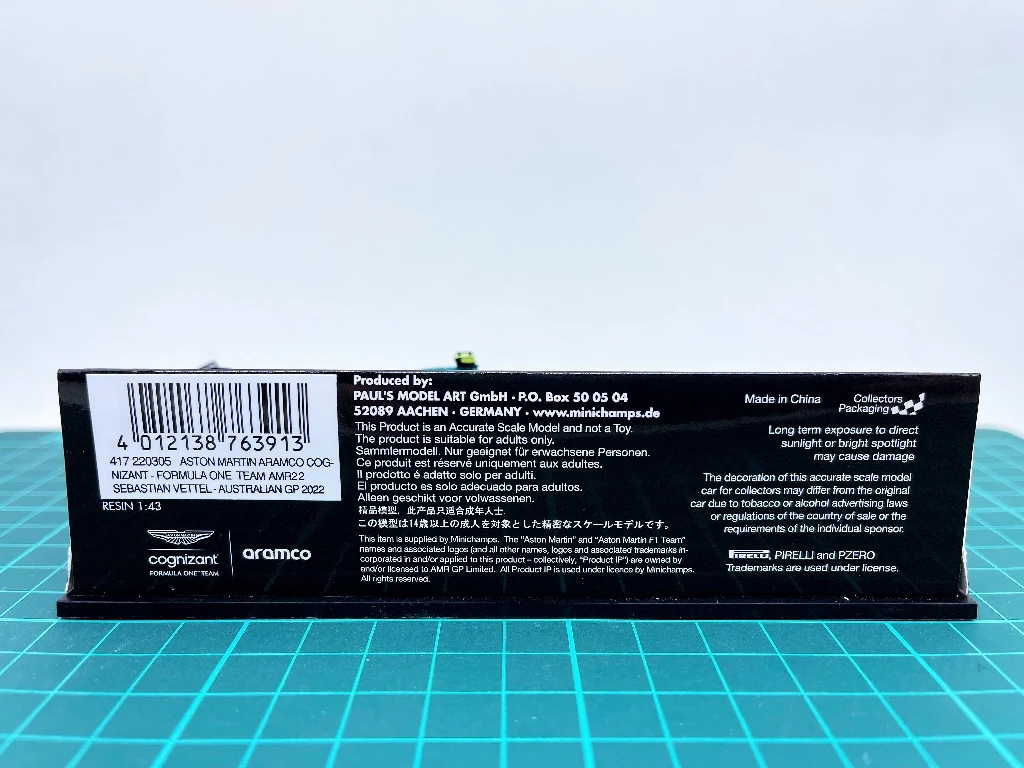 4 012138 763913
417 220305 ASTON MARTIN ARAMCO COG-
NIZANT - FORMULA ONE TEAM AMR22
SEBASTIAN VETTEL - AUSTRALIAN GP 2022
RESIN 1:43
ASTON MARTIN
cognizant
FORMULA ONE™ TEAM
aramco
Produced by:
PAUL'S MODEL ART GmbH · P.O. Box 50 05 04
52089 AACHEN · GERMANY · www.minichamps.de
This Product is an Accurate Scale Model and not a Toy.
The product is suitable for adults only.
Sammlermodell. Nur geeignet für erwachsene Personen.
Ce produit est réservé uniquement aux adultes.
Il prodotto é adatto solo per adulti.
El producto es solo adecuado para adultos.
Alleen geschikt voor volwassenen.
精品模型，此产品只适合成年人士.
この模型は14歳以上の成人を対象とした精密なスケールモデルです。
This item is supplied by Minichamps. The "Aston Martin" and "Aston Martin F1 Team"
names and associated logos (and all other names, logos and associated trademarks in-
corporated in and/or applied to this product – collectively, "Product IP") are owned by
and/or licensed to AMR GP Limited. All Product IP is used under licence by Minichamps.
All rights reserved.
Made in China
Collectors
Packaging
Long term exposure to direct
sunlight or bright spotlight
may cause damage
The decoration of this accurate scale model
car for collectors may differ from the original
car due to tobacco or alcohol advertising laws
or regulations of the country of sale or the
requirements of the individual sponsor.
PIRELLI, PIRELLI and PZERO
Trademarks are used under license.